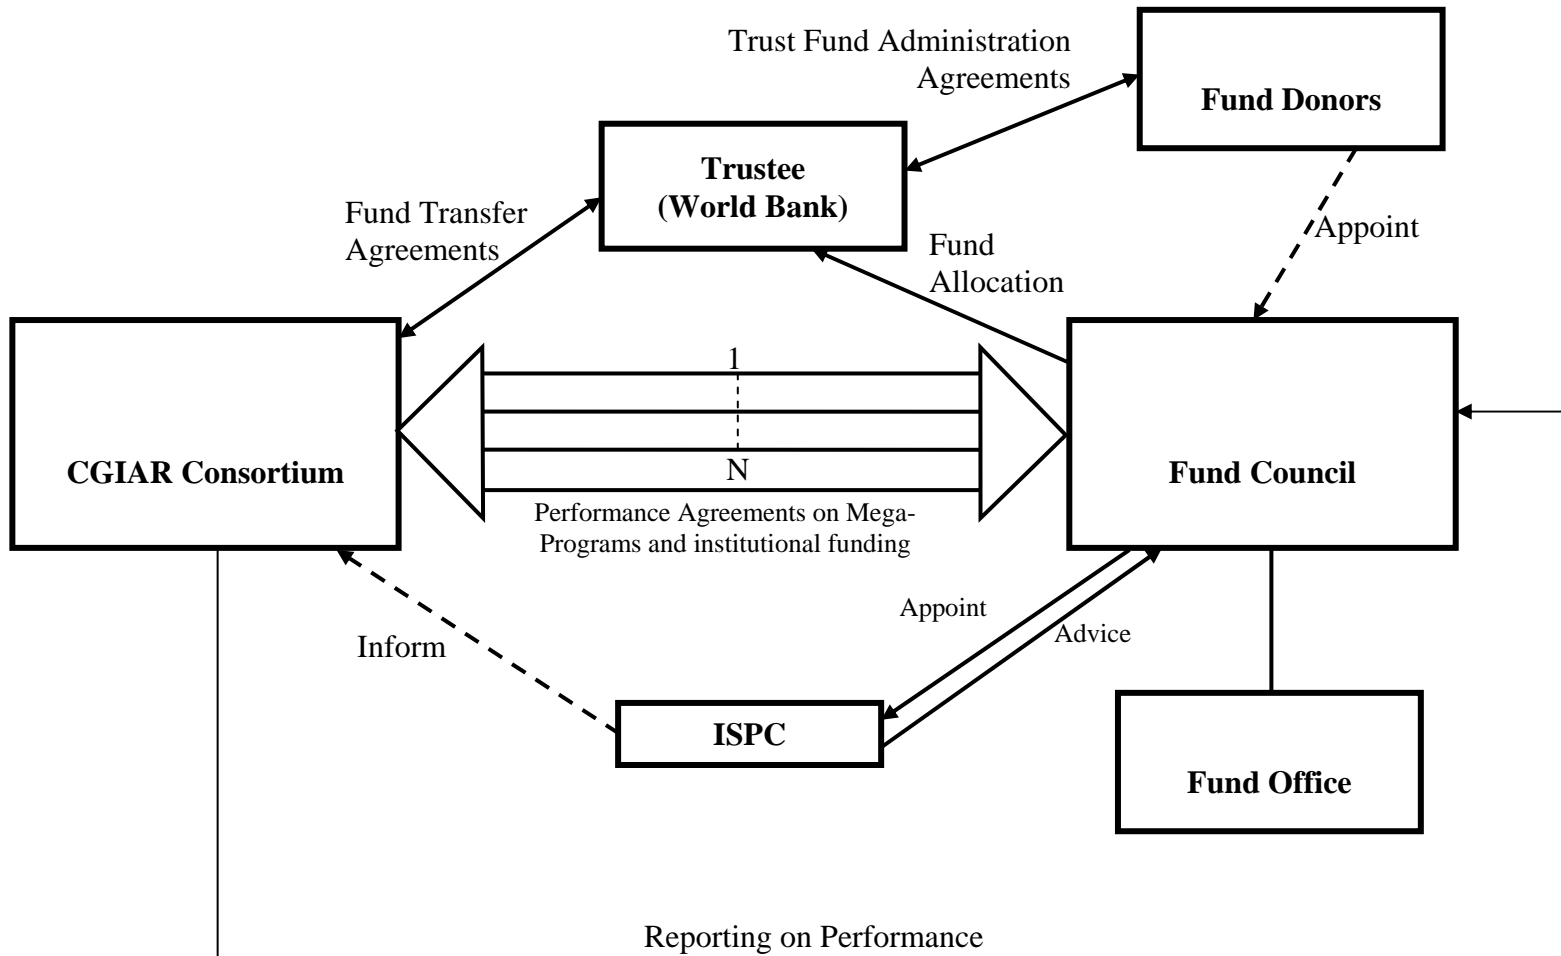 Trust Fund Administration
Agreements
Fund Donors
Trustee
(World Bank)
Fund Transfer
Agreements
Fund
Allocation
Appoint
1
CGIAR Consortium
N
Fund Council
Performance Agreements on Mega-
Programs and institutional funding
Appoint
Advice
Inform
ISPC
Fund Office
Reporting on Performance